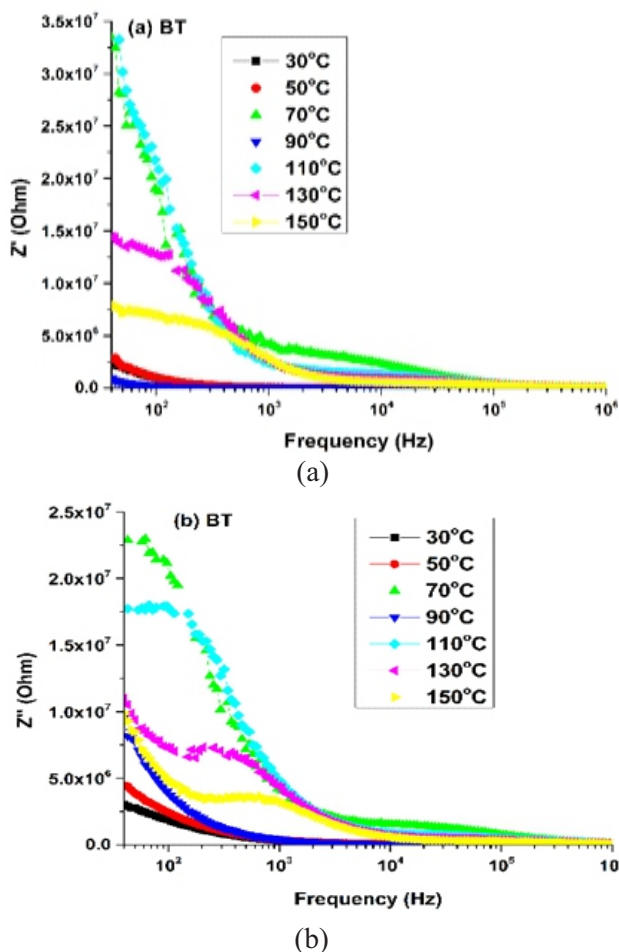 (a) BT
3.5x10⁷
3.0x10⁷
2.5x10⁷
2.0x10⁷
1.5x10⁷
1.0x10⁷
5.0x10⁶
0.0
Z' (Ohm)
30°C
50°C
70°C
90°C
110°C
130°C
150°C
10² 10³ 10⁴ 10⁵ 10⁶
Frequency (Hz)
(a)
(b) BT
2.5x10⁷
2.0x10⁷
1.5x10⁷
1.0x10⁷
5.0x10⁶
0.0
Z'' (Ohm)
30°C
50°C
70°C
90°C
110°C
130°C
150°C
10² 10³ 10⁴ 10⁵ 10
Frequency (Hz)
(b)